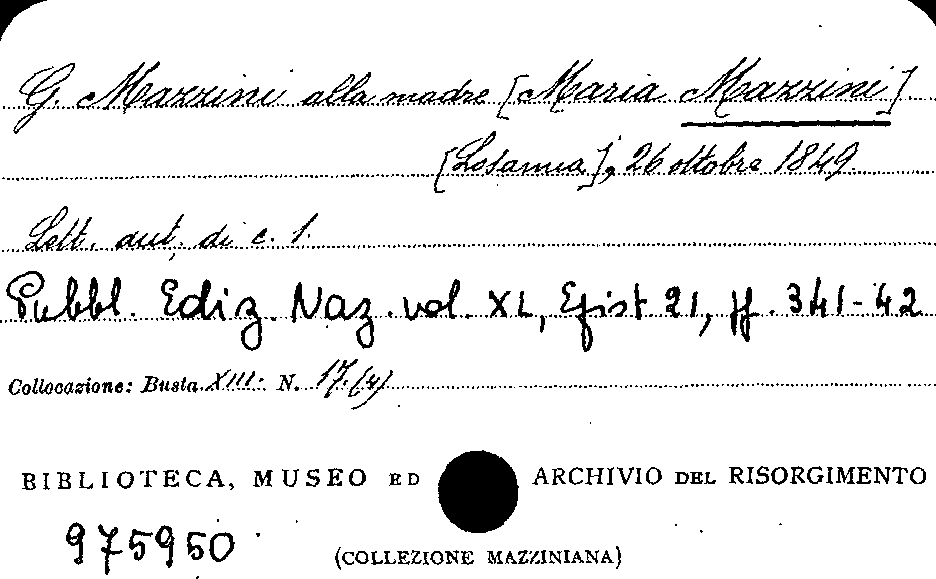 G. Mazzini alla madre [Maria Mazzini]
[Losanna], 26 ottobre 1849.
Lett. aut. di c. 1.
Pubbl. Ediz. Naz. vol. XL, Epist 21, pp. 341-42
Collocazione: Busta XIII. N. 17.(4)
BIBLIOTECA, MUSEO ED ARCHIVIO DEL RISORGIMENTO
975950
(COLLEZIONE MAZZINIANA)